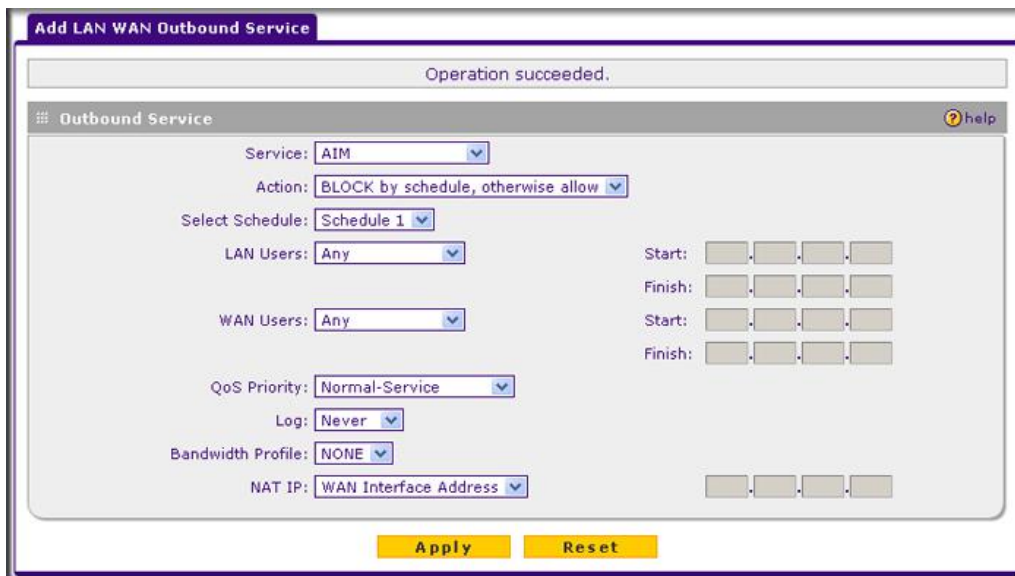 Add LAN WAN Outbound Service
Operation succeeded.
Outbound Service
help
Service: AIM
Action: BLOCK by schedule, otherwise allow
Select Schedule: Schedule 1
LAN Users: Any Start: . . .
Finish: . . .
WAN Users: Any Start: . . .
Finish: . . .
QoS Priority: Normal-Service
Log: Never
Bandwidth Profile: NONE
NAT IP: WAN Interface Address . . .
Apply Reset